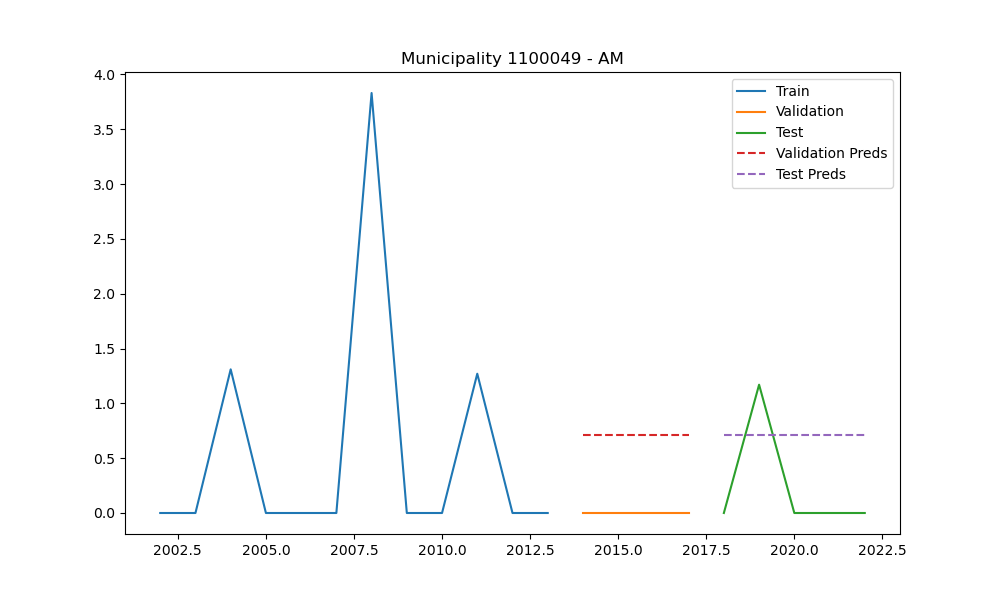 Municipality 1100049 - AM
4.0
3.5
3.0
2.5
2.0
1.5
1.0
0.5
0.0
Train
Validation
Test
Validation Preds
Test Preds
2002.5 2005.0 2007.5 2010.0 2012.5 2015.0 2017.5 2020.0 2022.5